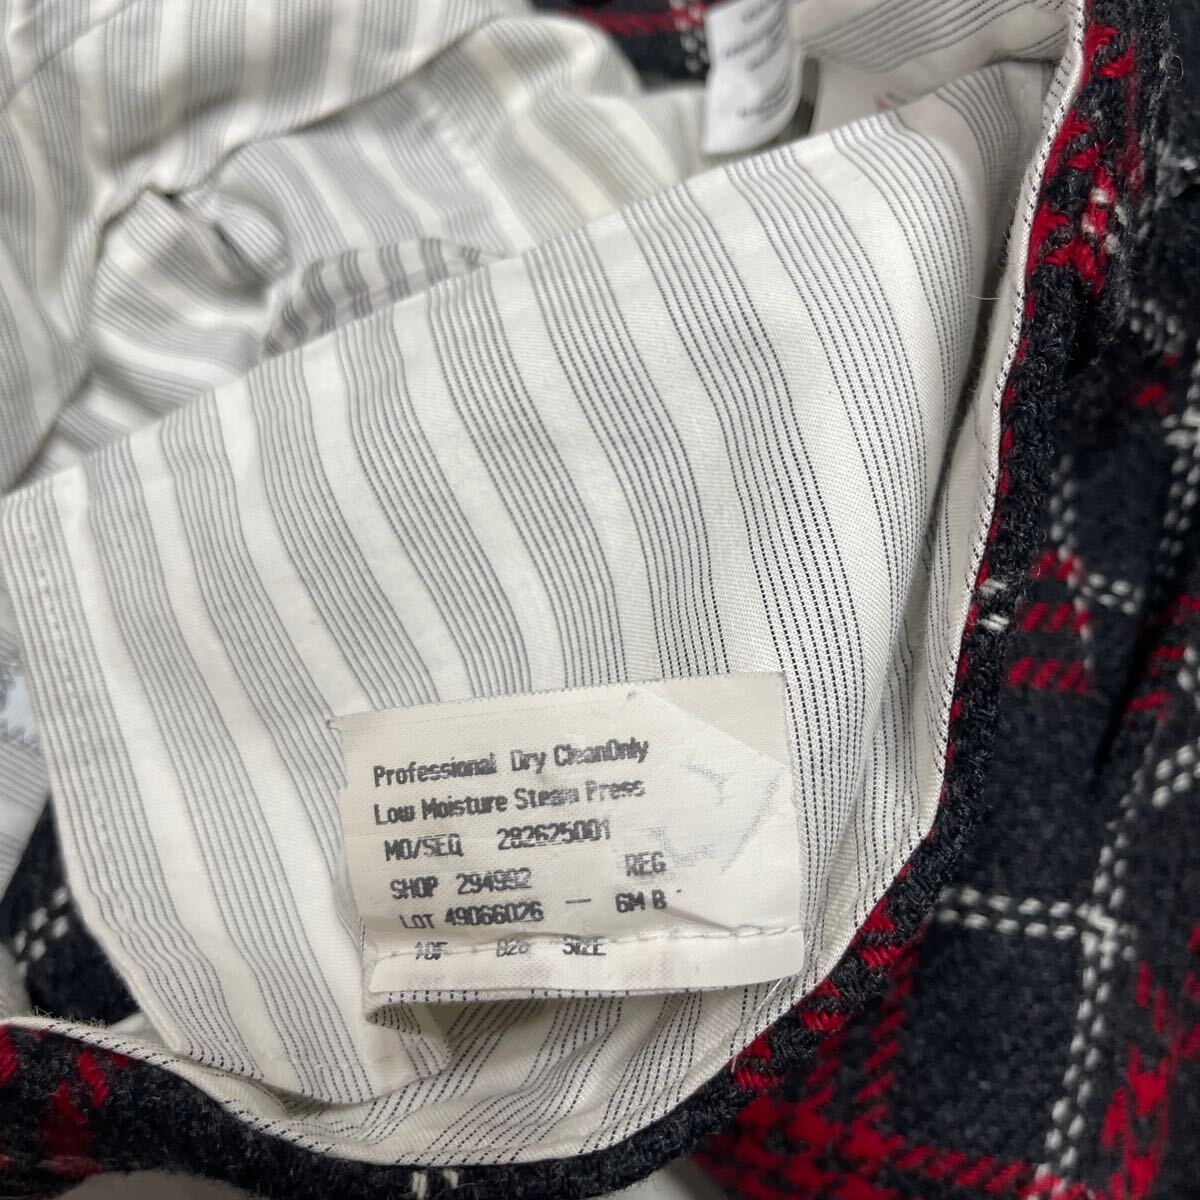 Professional Dry CleanOnly
Low Moisture Steam Press
MO/SEQ 282625001
SHOP 294992 REG
LOT 49066026 — 6M B
SIZE